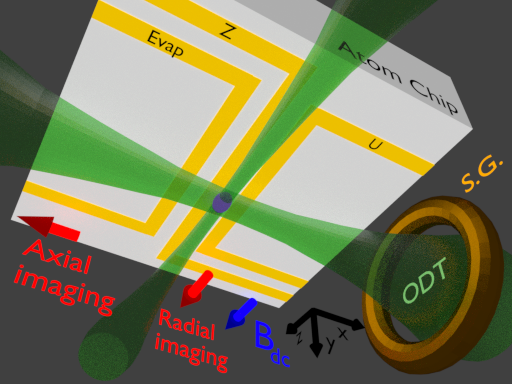 Z
Evap
Atom Chip
U
S.G.
ODT
Axial
imaging
Radial
imaging
B dc
z
y
x